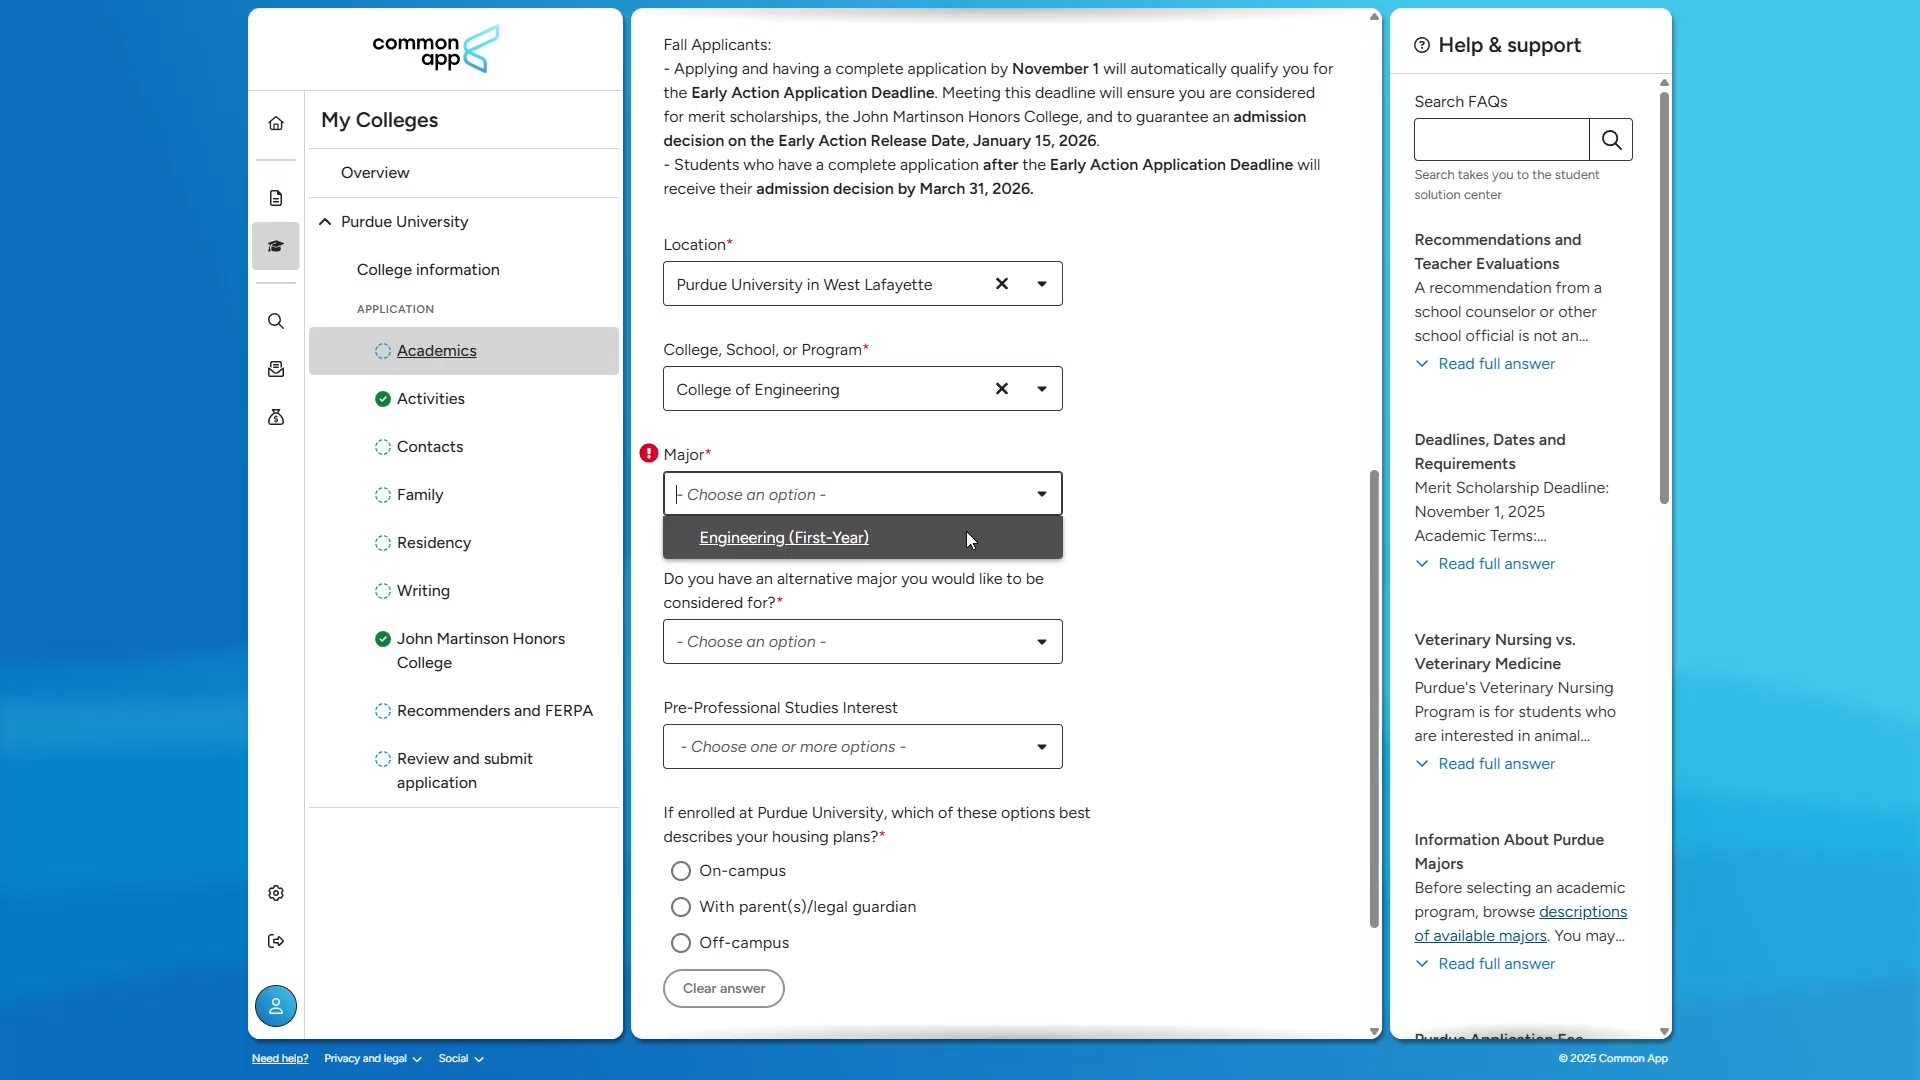 common
app
My Colleges
Overview
Purdue University
College information
APPLICATION
Academics
Activities
Contacts
Family
Residency
Writing
John Martinson Honors
College
Recommenders and FERPA
Review and submit
application
Fall Applicants:
- Applying and having a complete application by November 1 will automatically qualify you for
the Early Action Application Deadline. Meeting this deadline will ensure you are considered
for merit scholarships, the John Martinson Honors College, and to guarantee an admission
decision on the Early Action Release Date, January 15, 2026.
- Students who have a complete application after the Early Action Application Deadline will
receive their admission decision by March 31, 2026.
Location*
Purdue University in West Lafayette
College, School, or Program*
College of Engineering
Major*
- Choose an option -
Engineering (First-Year)
Do you have an alternative major you would like to be
considered for?*
- Choose an option -
Pre-Professional Studies Interest
- Choose one or more options -
If enrolled at Purdue University, which of these options best
describes your housing plans?*
On-campus
With parent(s)/legal guardian
Off-campus
Clear answer
Help & support
Search FAQs
Search takes you to the student
solution center
Recommendations and
Teacher Evaluations
A recommendation from a
school counselor or other
school official is not an...
Read full answer
Deadlines, Dates and
Requirements
Merit Scholarship Deadline:
November 1, 2025
Academic Terms:...
Read full answer
Veterinary Nursing vs.
Veterinary Medicine
Purdue's Veterinary Nursing
Program is for students who
are interested in animal...
Read full answer
Information About Purdue
Majors
Before selecting an academic
program, browse descriptions
of available majors. You may...
Read full answer
Purdue Application Fee
Need help?
Privacy and legal
Social
© 2025 Common App